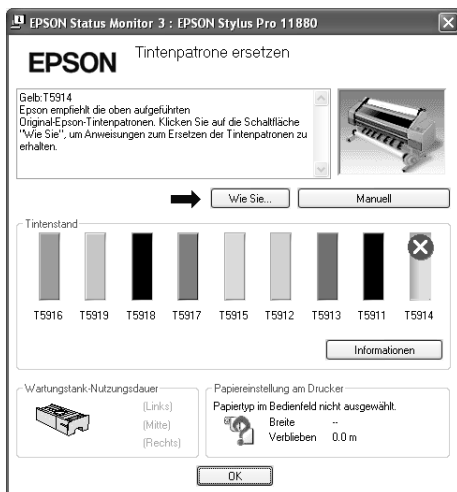 EPSON Status Monitor 3 : EPSON Stylus Pro 11880
EPSON
Tintenpatrone ersetzen
Gelb:T5914
Epson empfiehlt die oben aufgeführten
Original-Epson-Tintenpatronen. Klicken Sie auf die Schaltfläche
"Wie Sie", um Anweisungen zum Ersetzen der Tintenpatronen zu
erhalten.
Wie Sie...
Manuell
Tintenstand
T5916 T5919 T5918 T5917 T5915 T5912 T5913 T5911 T5914
Informationen
Wartungstank-Nutzungsdauer
(Links)
(Mitte)
(Rechts)
Papiereinstellung am Drucker
Papiertyp im Bedienfeld nicht ausgewählt.
Breite --
Verblieben 0.0 m
OK